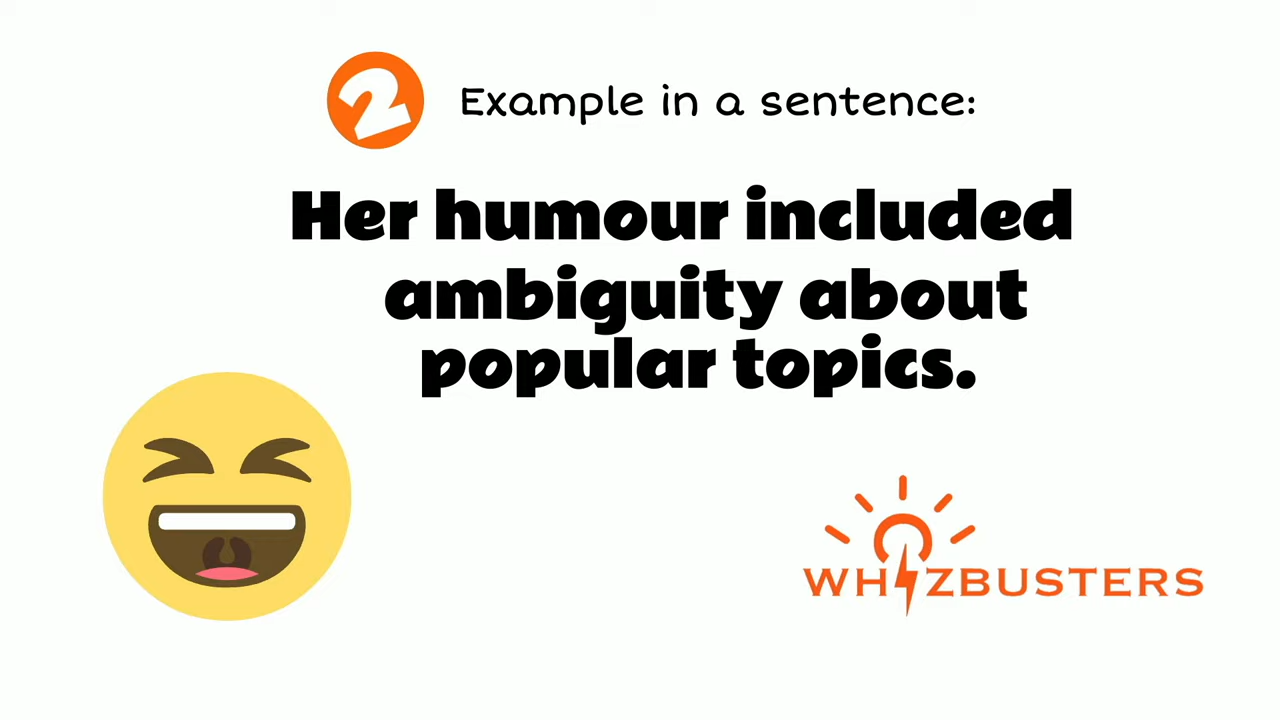 2 Example in a sentence:
Her humour included
ambiguity about
popular topics.
WHIZBUSTERS